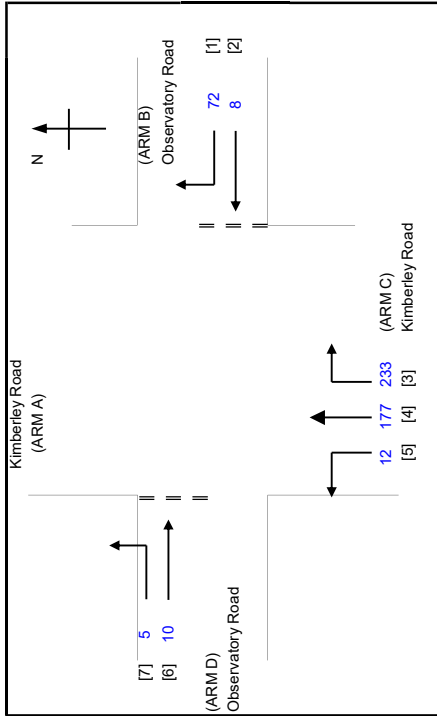 Kimberley Road
(ARM A)
N
[7] 5
[6] 10
(ARM D)
Observatory Road
(ARM B)
Observatory Road
72 [1]
8 [2]
12 177 233
[5] [4] [3]
(ARM C)
Kimberley Road